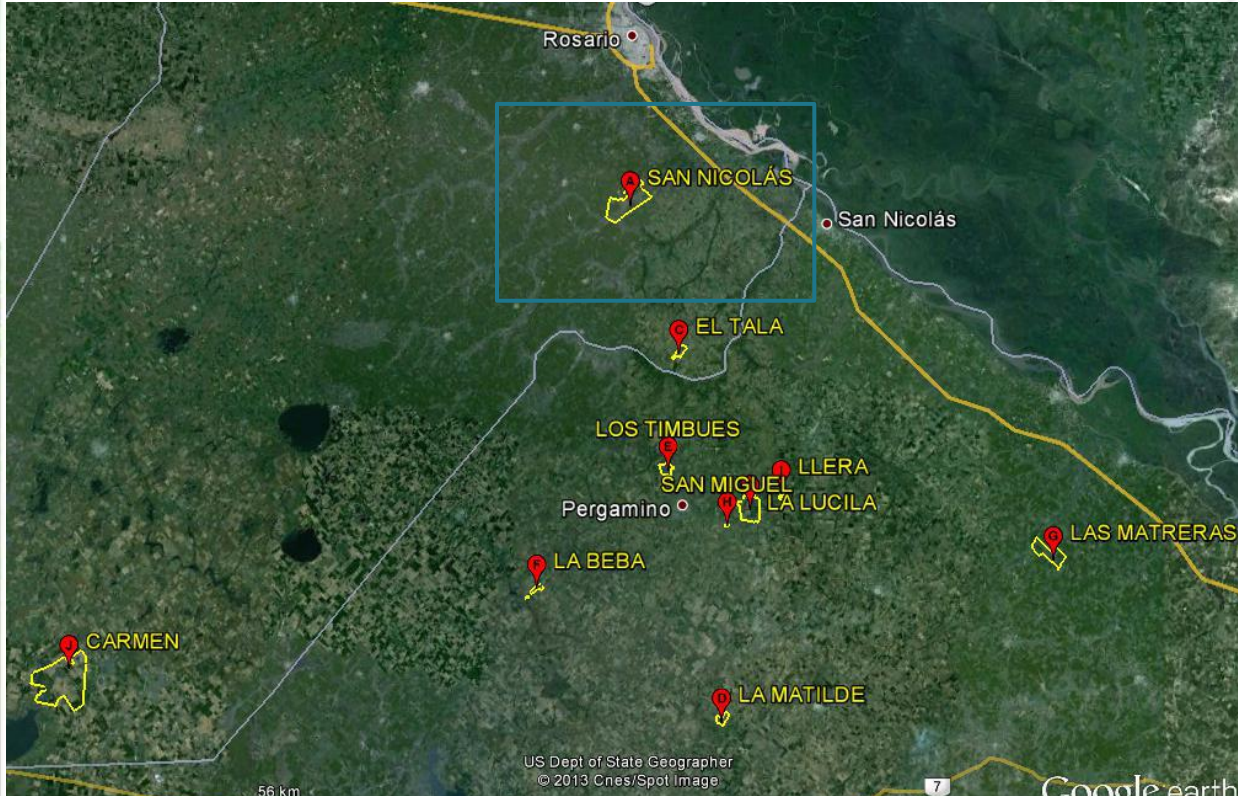 Rosario
A
SAN NICOLÁS
San Nicolás
C
EL TALA
LOS TIMBUES
E
LLERA
SAN MIGUEL
H
LA LUCILA
Pergamino
G
LAS MATRERAS
F
LA BEBA
J
CARMEN
D
LA MATILDE
US Dept of State Geographer
© 2013 Cnes/Spot Image
56 km
7
Google earth